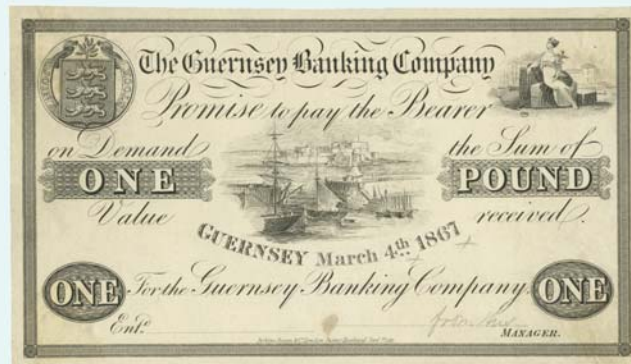 The Guernsey Banking Company
Promise to pay the Bearer
on Demand the Sum of
ONE POUND
Value received.
GUERNSEY March 4th 1867
ONE For the Guernsey Banking Company. ONE
Entd.
MANAGER.